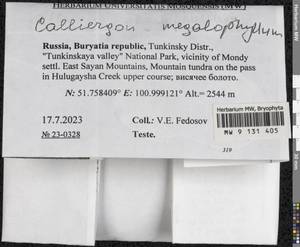 HERBARIUM UNIVERSITATIS MOSQUENSIS
Calliergon megalophyllum
Russia, Buryatia republic, Tunkinsky Distr.,
"Tunkinskaya valley" National Park, vicinity of Mondy
settl. East Sayan Mountains, Mountain tundra on the pass
in Hulugaysha Creek upper course; висячее болото.
N: 51.758409° E: 100.999121° Alt.= 2544 m
17.7.2023 Coll.: V.E. Fedosov
№ 23-0328 Teste.
Herbarium MW, Bryophyta
MW 9 131 405
319